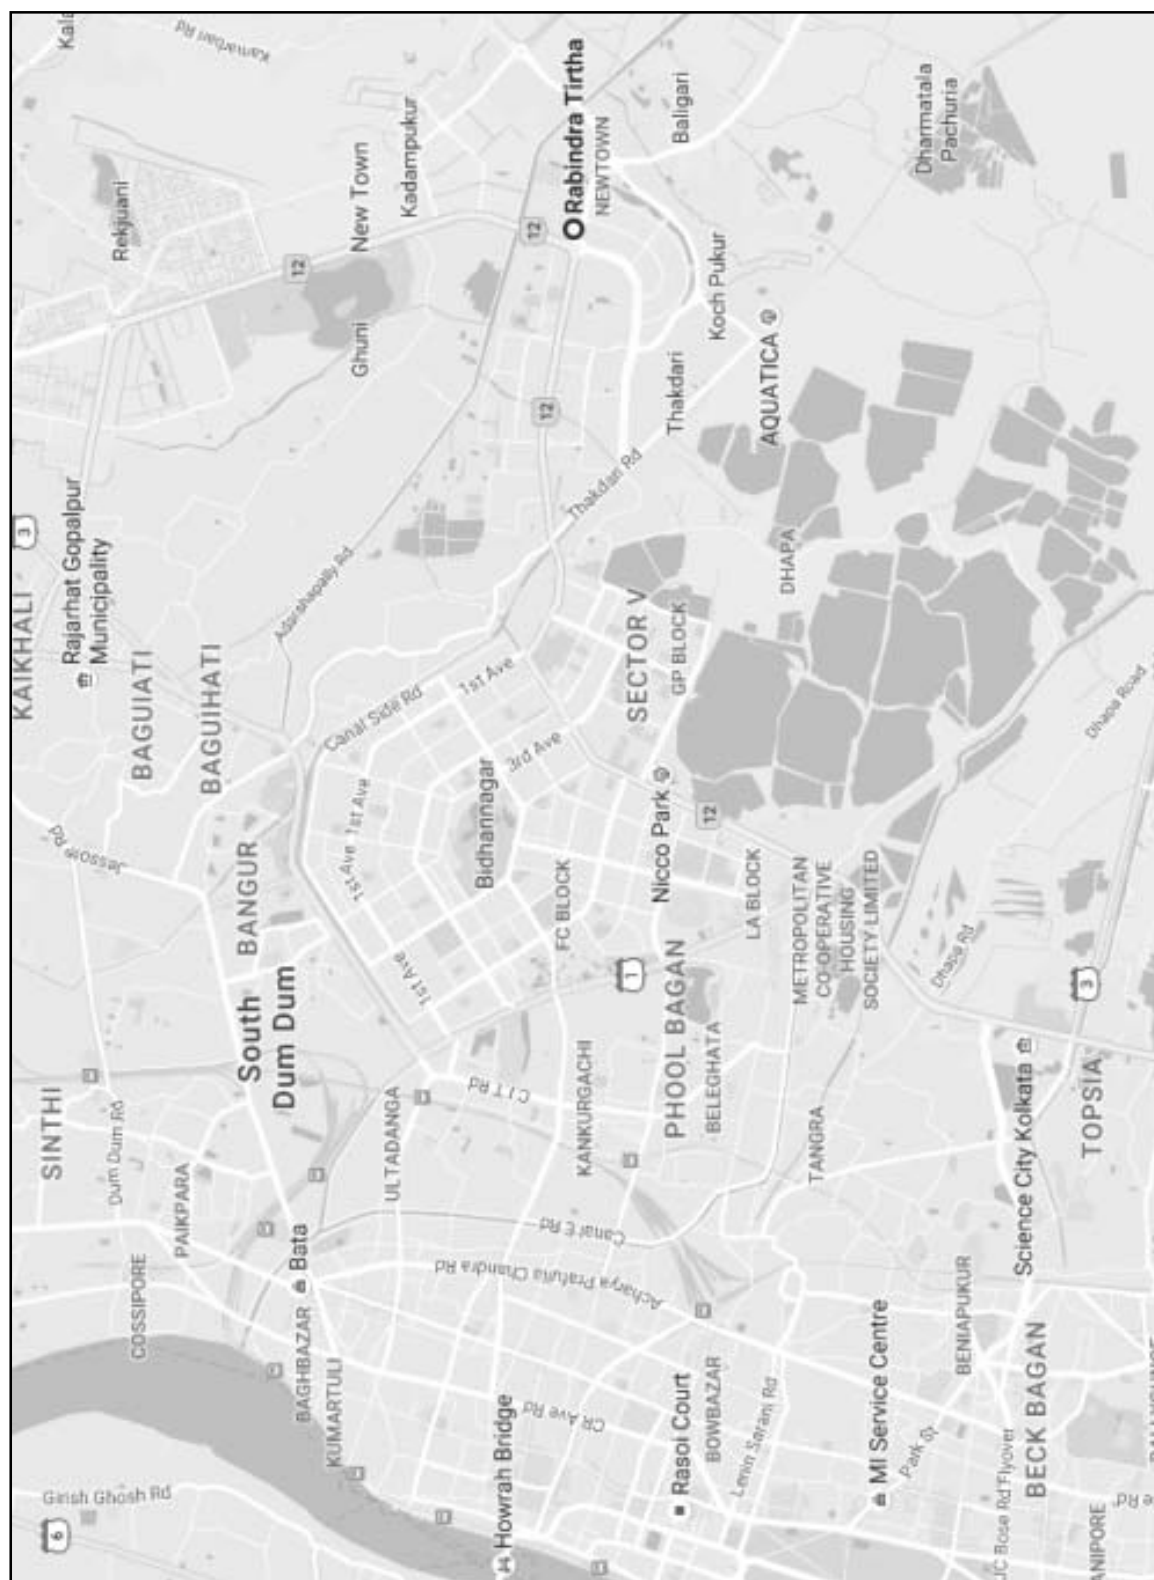 6
Girish Ghosh Rd
SINTHI
KAIKHALI
3
Kala
Rajarhat Gopalpur
Municipality
Dum Dum Rd
Jessore Rd
Rekjuani
COSSIPORE
PAIKPARA
BAGUIATI
BAGUIHATI
Kamarbari Rd
South
Dum Dum
BANGUR
12
Bata
BAGHBAZAR
KUMARTULI
Adarshapally Rd
Ghuni
New Town
Kadampukur
ULTADANGA
1st Ave
1st Ave
1st Ave
Canal Side Rd
1st Ave
Acharya Prafulla Chandra Rd
C I T Rd
Bidhannagar
3rd Ave
12
12
Howrah Bridge
CR Ave Rd
Canal E Rd
KANKURGACHI
FC BLOCK
Thakdari Rd
Rabindra Tirtha
NEWTOWN
1
SECTOR V
Nicco Park
PHOOL BAGAN
BELEGHATA
GP BLOCK
Thakdari
Koch Pukur
Baligari
Rasoi Court
BOWBAZAR
12
LA BLOCK
Lenin Sarani Rd
AQUATICA
DHAPA
TANGRA
METROPOLITAN
CO-OPERATIVE
HOUSING
SOCIETY LIMITED
MI Service Centre
Park St
Dhapa Rd
Dharmatala
Pachuria
BENIAPUKUR
JC Bose Rd Flyover
BECK BAGAN
Science City Kolkata
TOPSIA
3
Dhapa Road
ANIPORE
e Rd